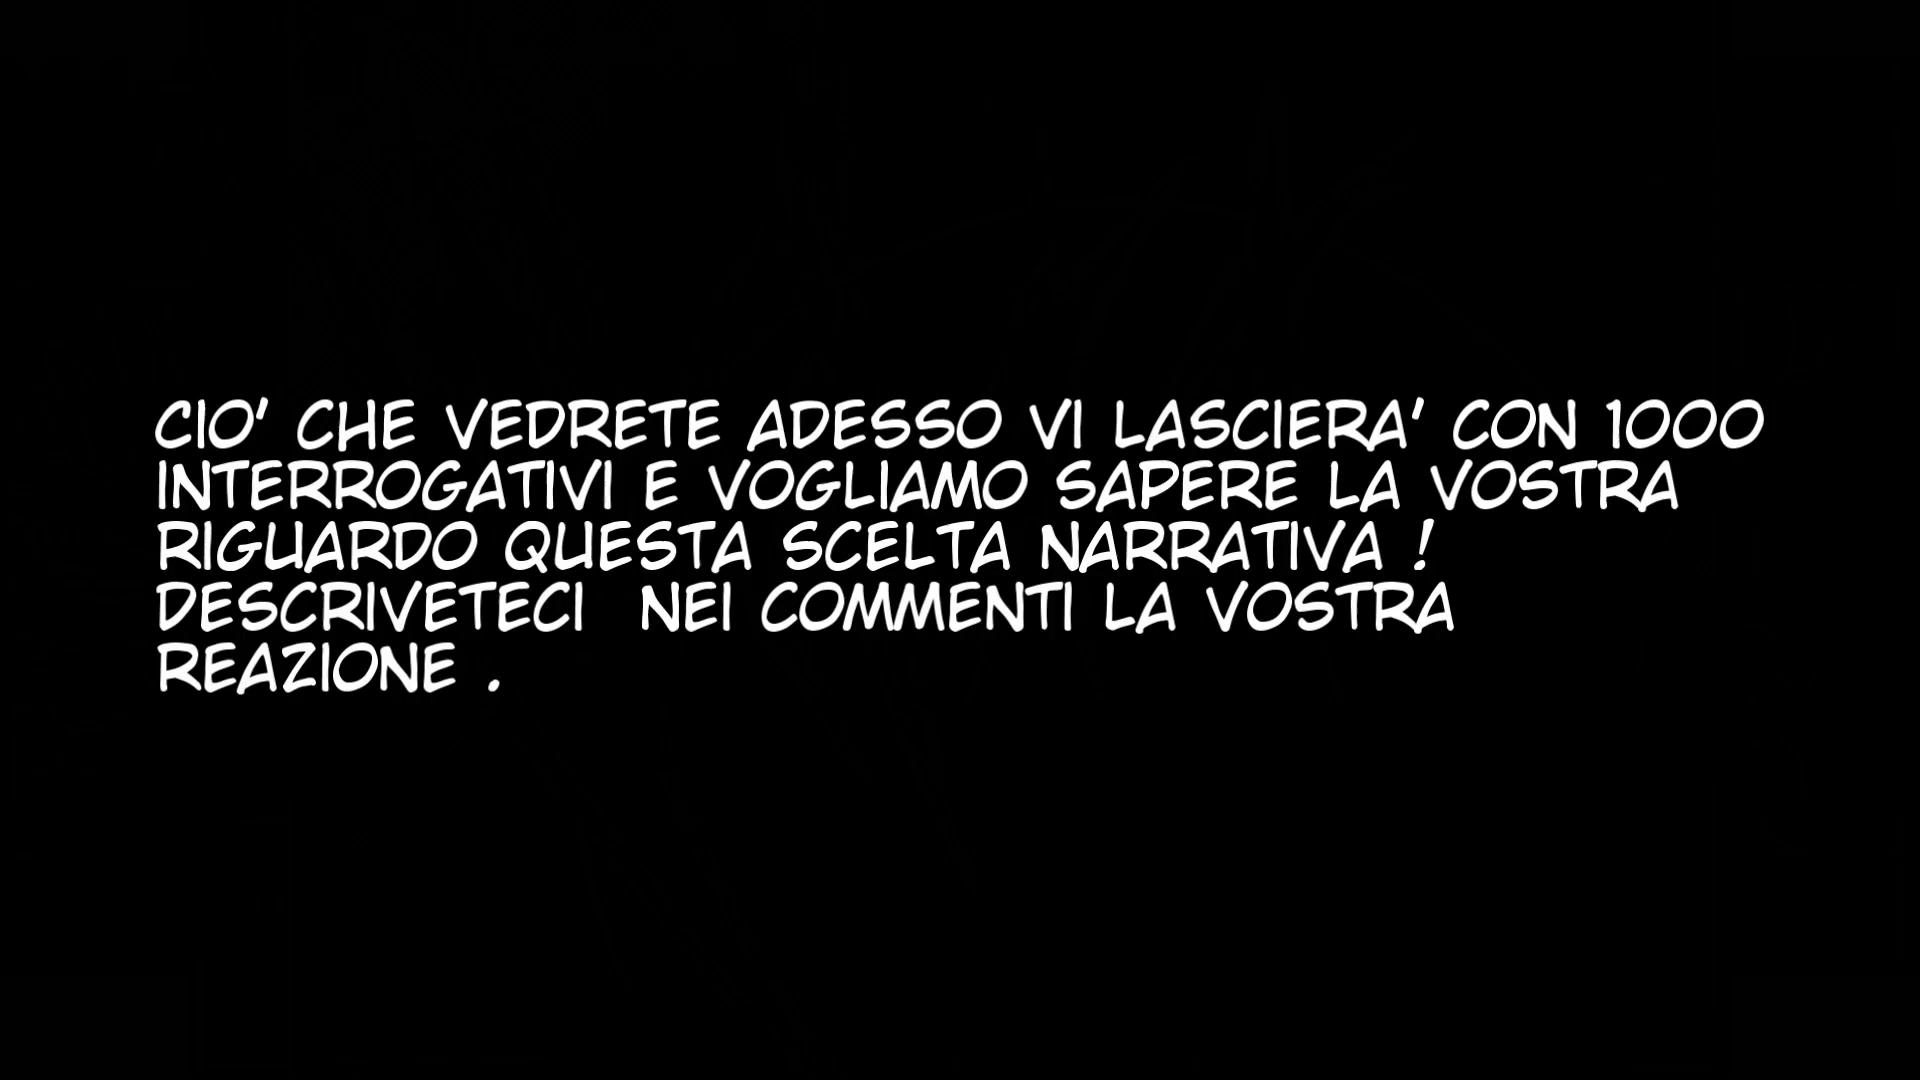 CIO' CHE VEDRETE ADESSO VI LASCIERA' CON 1000
INTERROGATIVI E VOGLIAMO SAPERE LA VOSTRA
RIGUARDO QUESTA SCELTA NARRATIVA !
DESCRIVETECI  NEI COMMENTI LA VOSTRA
REAZIONE .